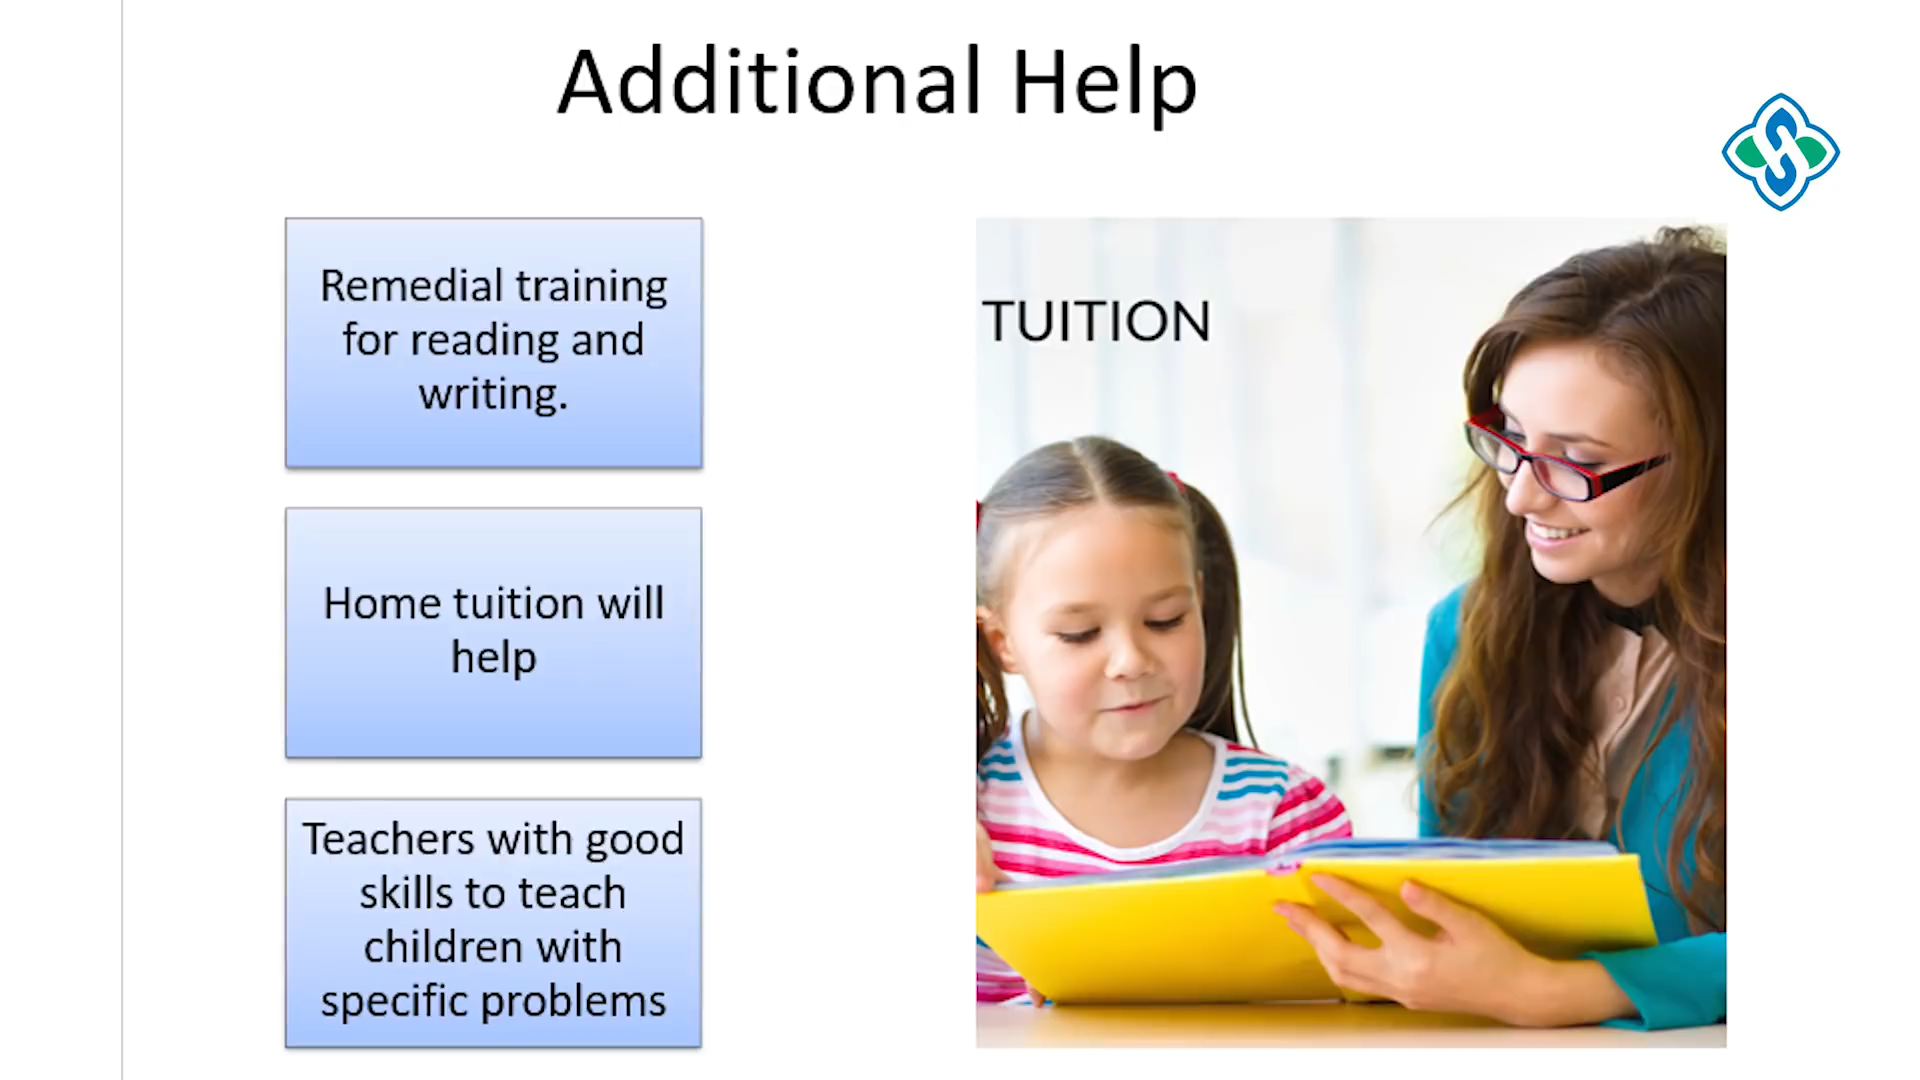 Additional Help
Remedial training
for reading and
writing.
Home tuition will
help
Teachers with good
skills to teach
children with
specific problems
TUITION